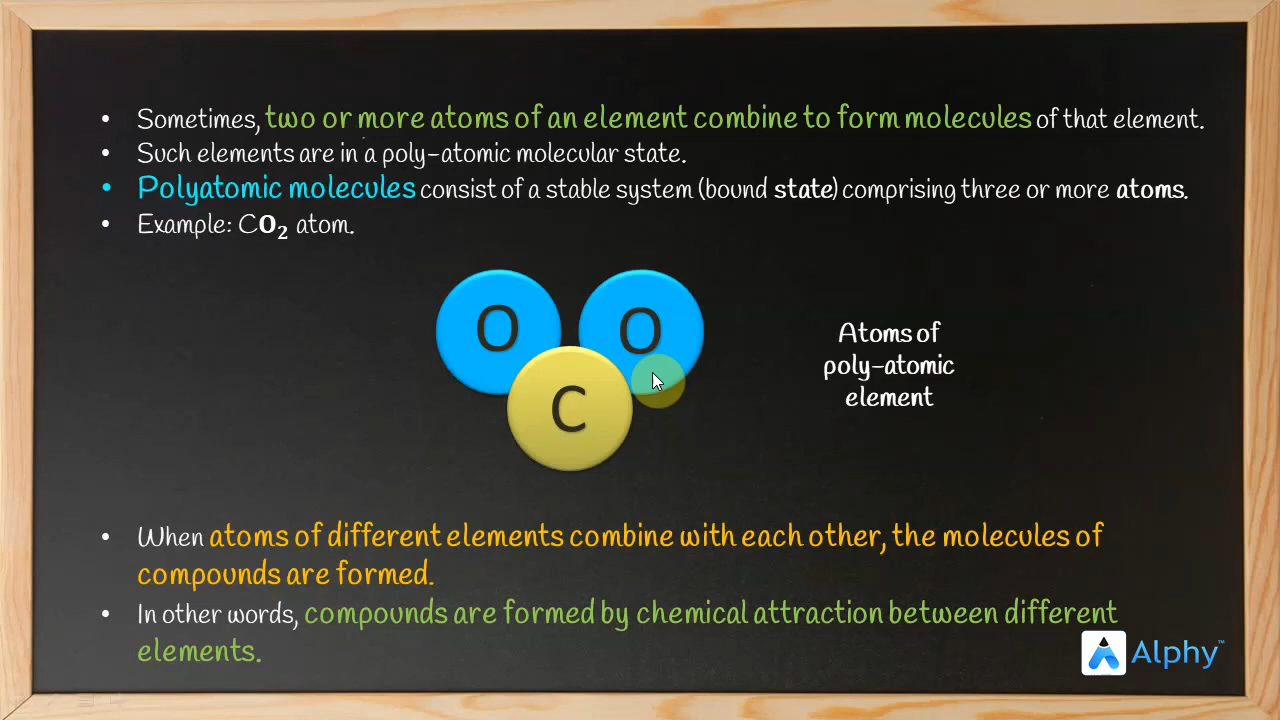 • Sometimes, two or more atoms of an element combine to form molecules of that element.
• Such elements are in a poly-atomic molecular state.
• Polyatomic molecules consist of a stable system (bound state) comprising three or more atoms.
• Example: CO₂ atom.
O O
C
Atoms of
poly-atomic
element
• When atoms of different elements combine with each other, the molecules of
compounds are formed.
• In other words, compounds are formed by chemical attraction between different
elements.
Alphy™